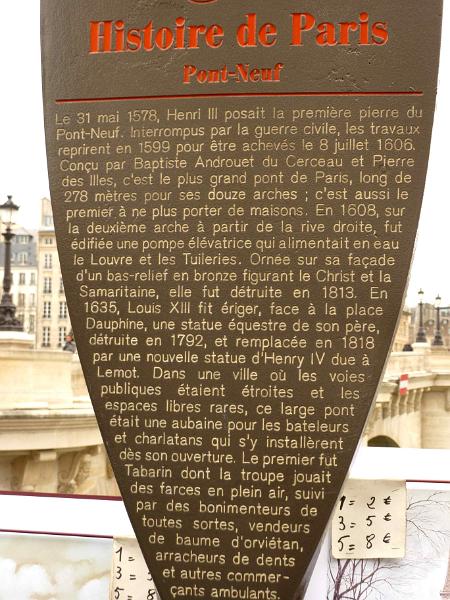 Histoire de Paris
Pont-Neuf
Le 31 mai 1578, Henri III posait la première pierre du
Pont-Neuf. Interrompus par la guerre civile, les travaux
reprirent en 1599 pour être achevés le 8 juillet 1606.
Conçu par Baptiste Androuet du Cerceau et Pierre
des Illes, c'est le plus grand pont de Paris, long de
278 mètres pour ses douze arches ; c'est aussi le
premier à ne plus porter de maisons. En 1608, sur
la deuxième arche à partir de la rive droite, fut
édifiée une pompe élévatrice qui alimentait en eau
le Louvre et les Tuileries. Ornée sur sa façade
d'un bas-relief en bronze figurant le Christ et la
Samaritaine, elle fut détruite en 1813. En
1635, Louis XIII fit ériger, face à la place
Dauphine, une statue équestre de son père,
détruite en 1792, et remplacée en 1818
par une nouvelle statue d'Henry IV due à
Lemot. Dans une ville où les voies
publiques étaient étroites et les
espaces libres rares, ce large pont
était une aubaine pour les bateleurs
et charlatans qui s'y installèrent
dès son ouverture. Le premier fut
Tabarin dont la troupe jouait
des farces en plein air, suivi
par des bonimenteurs de
toutes sortes, vendeurs
de baume d'orviétan,
arracheurs de dents
et autres commer-
çants ambulants.
1 = 2 €
3 = 5 €
5 = 8 €
1 =
3 =
5 = 8